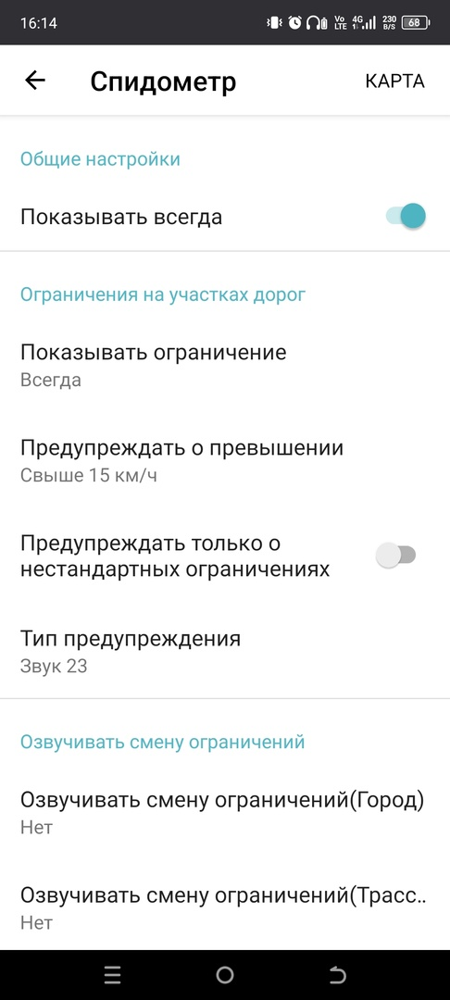 16:14
Vo LTE 4G 230 B/S 68
Спидометр КАРТА
Общие настройки
Показывать всегда
Ограничения на участках дорог
Показывать ограничение
Всегда
Предупреждать о превышении
Свыше 15 км/ч
Предупреждать только о
нестандартных ограничениях
Тип предупреждения
Звук 23
Озвучивать смену ограничений
Озвучивать смену ограничений(Город)
Нет
Озвучивать смену ограничений(Трасс..
Нет